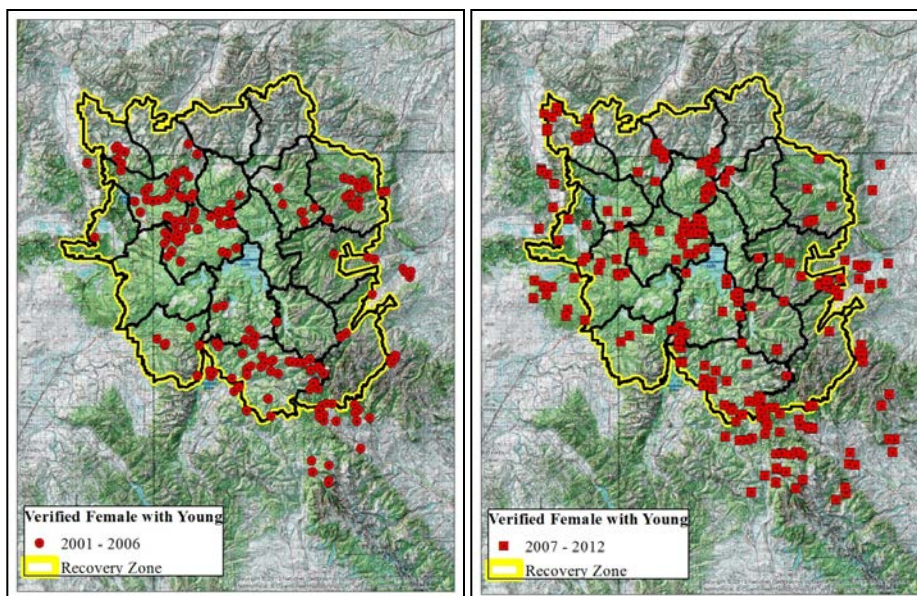 Verified Female with Young
2001 - 2006
Recovery Zone
Verified Female with Young
2007 - 2012
Recovery Zone